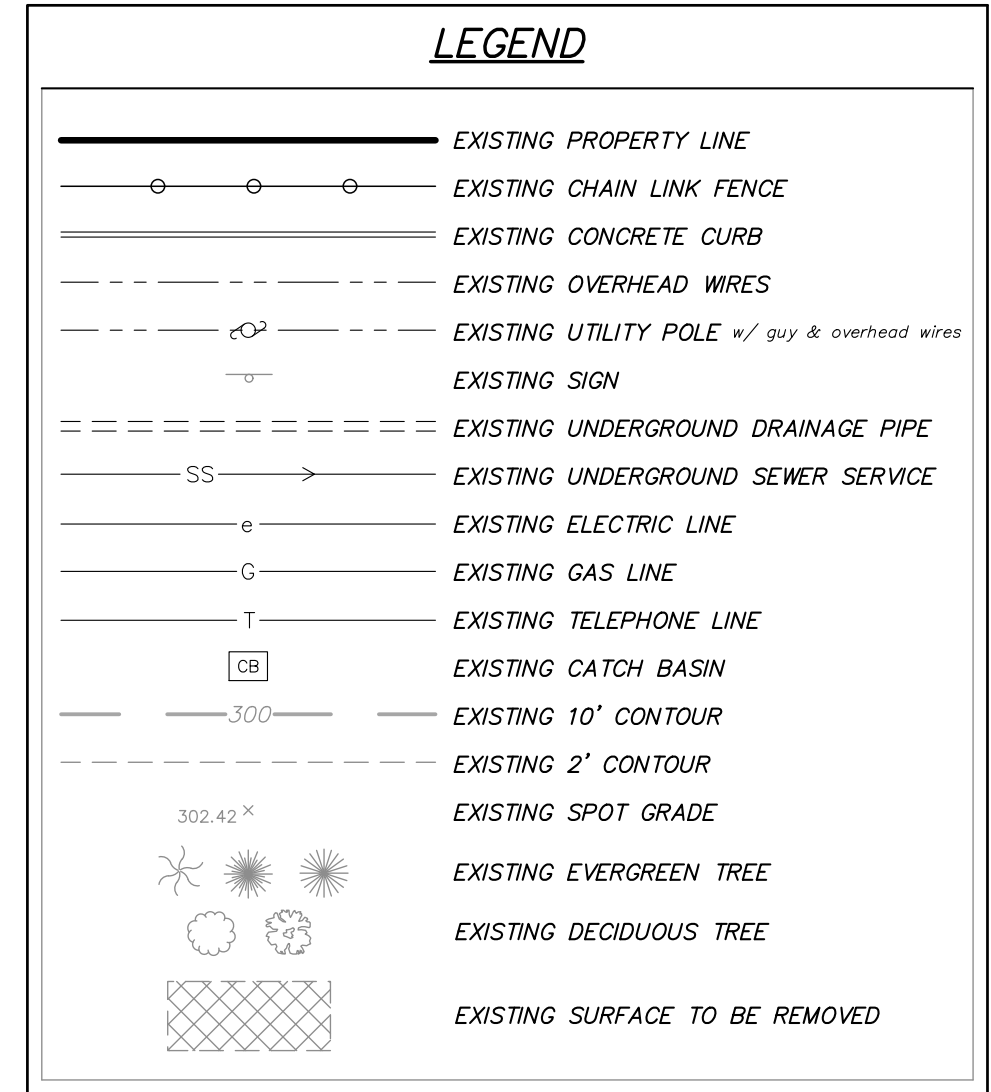 LEGEND
EXISTING PROPERTY LINE
EXISTING CHAIN LINK FENCE
EXISTING CONCRETE CURB
EXISTING OVERHEAD WIRES
EXISTING UTILITY POLE w/ guy & overhead wires
EXISTING SIGN
EXISTING UNDERGROUND DRAINAGE PIPE
SS EXISTING UNDERGROUND SEWER SERVICE
e EXISTING ELECTRIC LINE
G EXISTING GAS LINE
T EXISTING TELEPHONE LINE
CB EXISTING CATCH BASIN
300 EXISTING 10' CONTOUR
EXISTING 2' CONTOUR
302.42 × EXISTING SPOT GRADE
EXISTING EVERGREEN TREE
EXISTING DECIDUOUS TREE
EXISTING SURFACE TO BE REMOVED